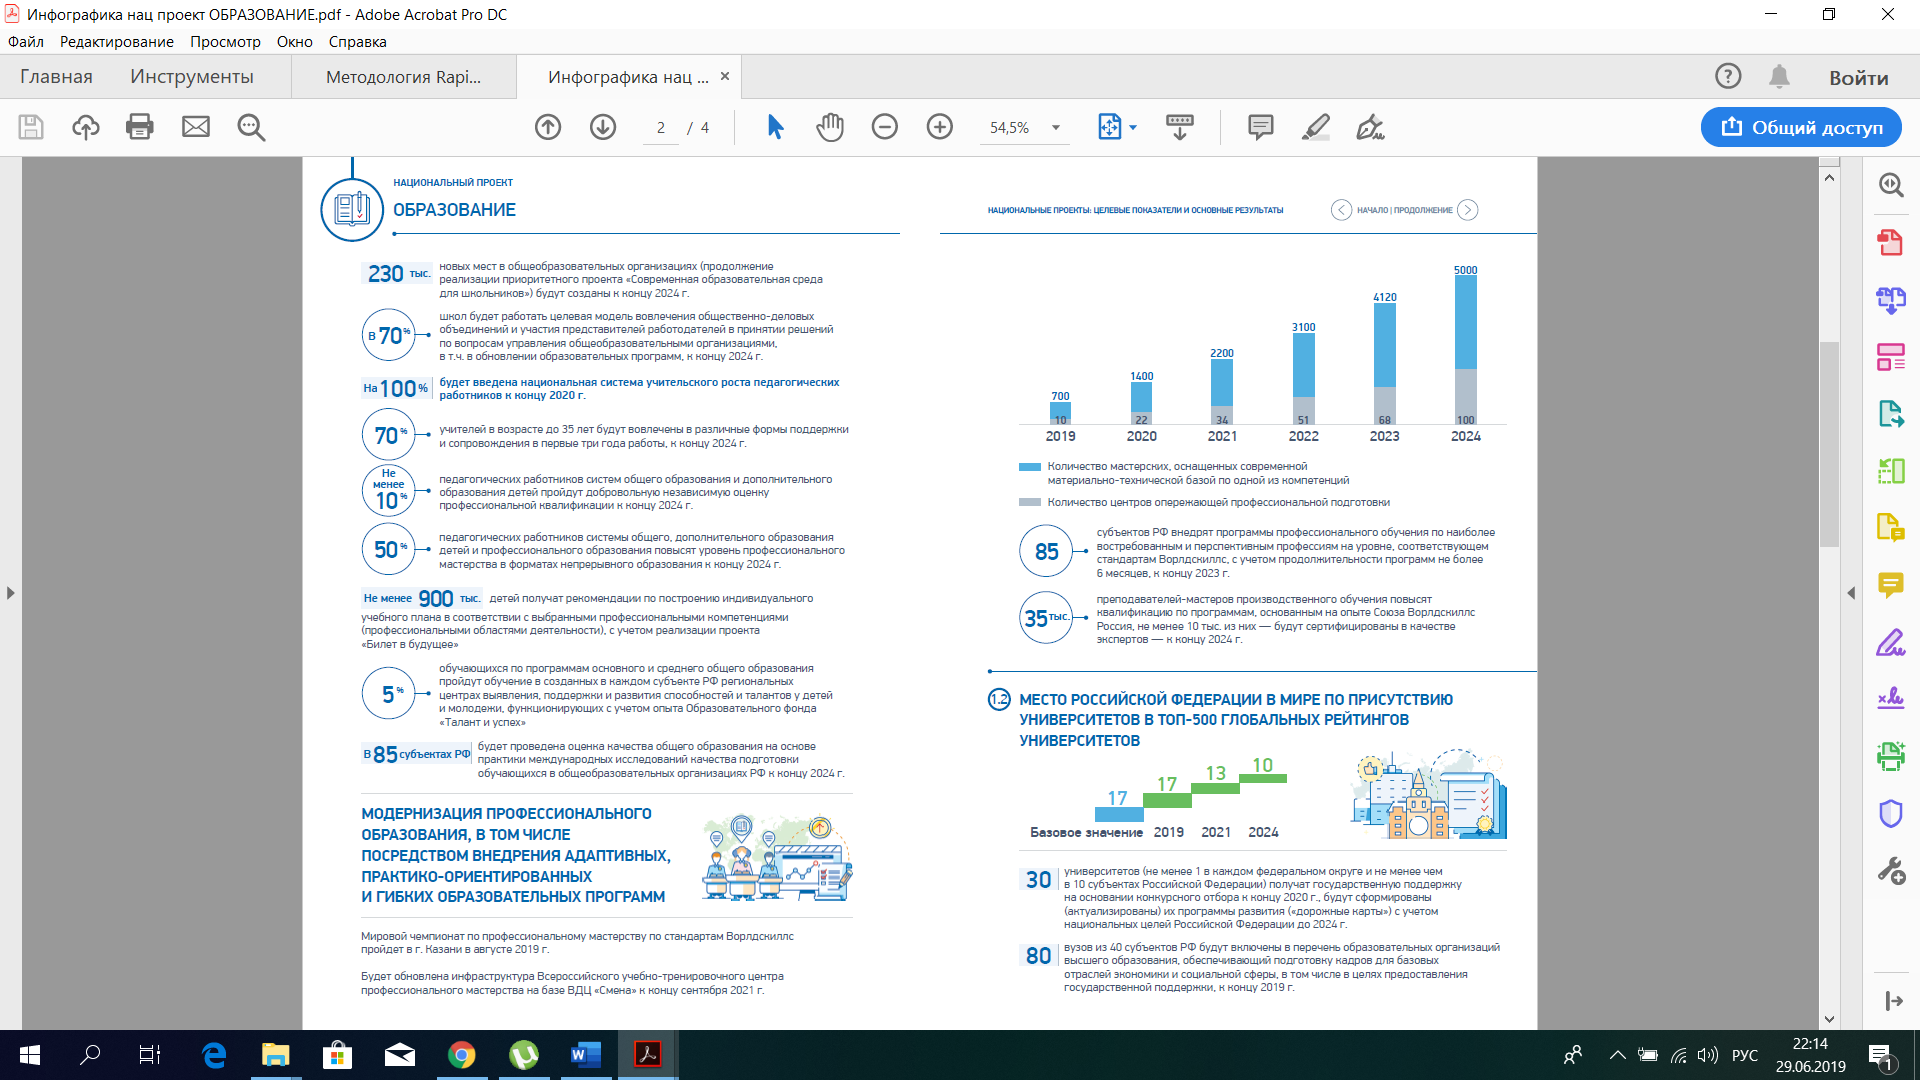 Инфографика нац проект ОБРАЗОВАНИЕ.pdf - Adobe Acrobat Pro DC
Файл Редактирование Просмотр Окно Справка
Главная Инструменты Методология Rapi... Инфографика нац ... × Войти
2 / 4 54,5% Общий доступ
НАЦИОНАЛЬНЫЙ ПРОЕКТ
ОБРАЗОВАНИЕ
230 тыс. новых мест в общеобразовательных организациях (продолжение
реализации приоритетного проекта «Современная образовательная среда
для школьников») будут созданы к концу 2024 г.
В 70% школ будет работать целевая модель вовлечения общественно-деловых
объединений и участия представителей работодателей в принятии решений
по вопросам управления общеобразовательными организациями,
в т.ч. в обновлении образовательных программ, к концу 2024 г.
На 100 % будет введена национальная система учительского роста педагогических
работников к концу 2020 г.
70% учителей в возрасте до 35 лет будут вовлечены в различные формы поддержки
и сопровождения в первые три года работы, к концу 2024 г.
Не
менее
10%
педагогических работников систем общего образования и дополнительного
образования детей пройдут добровольную независимую оценку
профессиональной квалификации к концу 2024 г.
50% педагогических работников системы общего, дополнительного образования
детей и профессионального образования повысят уровень профессионального
мастерства в форматах непрерывного образования к концу 2024 г.
Не менее 900 тыс. детей получат рекомендации по построению индивидуального
учебного плана в соответствии с выбранными профессиональными компетенциями
(профессиональными областями деятельности), с учетом реализации проекта
«Билет в будущее»
5% обучающихся по программам основного и среднего общего образования
пройдут обучение в созданных в каждом субъекте РФ региональных
центрах выявления, поддержки и развития способностей и талантов у детей
и молодежи, функционирующих с учетом опыта Образовательного фонда
«Талант и успех»
В 85 субъектах РФ будет проведена оценка качества общего образования на основе
практики международных исследований качества подготовки
обучающихся в общеобразовательных организациях РФ к концу 2024 г.
МОДЕРНИЗАЦИЯ ПРОФЕССИОНАЛЬНОГО
ОБРАЗОВАНИЯ, В ТОМ ЧИСЛЕ
ПОСРЕДСТВОМ ВНЕДРЕНИЯ АДАПТИВНЫХ,
ПРАКТИКО-ОРИЕНТИРОВАННЫХ
И ГИБКИХ ОБРАЗОВАТЕЛЬНЫХ ПРОГРАММ
Мировой чемпионат по профессиональному мастерству по стандартам Ворлдскиллс
пройдет в г. Казани в августе 2019 г.
Будет обновлена инфраструктура Всероссийского учебно-тренировочного центра
профессионального мастерства на базе ВДЦ «Смена» к концу сентября 2021 г.
НАЦИОНАЛЬНЫЕ ПРОЕКТЫ: ЦЕЛЕВЫЕ ПОКАЗАТЕЛИ И ОСНОВНЫЕ РЕЗУЛЬТАТЫ НАЧАЛО | ПРОДОЛЖЕНИЕ
700 1400 2200 3100 4120 5000
10 22 34 51 68 100
2019 2020 2021 2022 2023 2024
Количество мастерских, оснащенных современной
материально-технической базой по одной из компетенций
Количество центров опережающей профессиональной подготовки
85 субъектов РФ внедрят программы профессионального обучения по наиболее
востребованным и перспективным профессиям на уровне, соответствующем
стандартам Ворлдскиллс, с учетом продолжительности программ не более
6 месяцев, к концу 2023 г.
35 тыс. преподавателей-мастеров производственного обучения повысят
квалификацию по программам, основанным на опыте Союза Ворлдскиллс
Россия, не менее 10 тыс. из них — будут сертифицированы в качестве
экспертов — к концу 2024 г.
1.2 МЕСТО РОССИЙСКОЙ ФЕДЕРАЦИИ В МИРЕ ПО ПРИСУТСТВИЮ
УНИВЕРСИТЕТОВ В ТОП-500 ГЛОБАЛЬНЫХ РЕЙТИНГОВ
УНИВЕРСИТЕТОВ
17 17 13 10
Базовое значение 2019 2021 2024
30 университетов (не менее 1 в каждом федеральном округе и не менее чем
в 10 субъектах Российской Федерации) получат государственную поддержку
на основании конкурсного отбора к концу 2020 г., будут сформированы
(актуализированы) их программы развития («дорожные карты») с учетом
национальных целей Российской Федерации до 2024 г.
80 вузов из 40 субъектов РФ будут включены в перечень образовательных организаций
высшего образования, обеспечивающий подготовку кадров для базовых
отраслей экономики и социальной сферы, в том числе в целях предоставления
государственной поддержки, к концу 2019 г.
РУС
22:14
29.06.2019
1